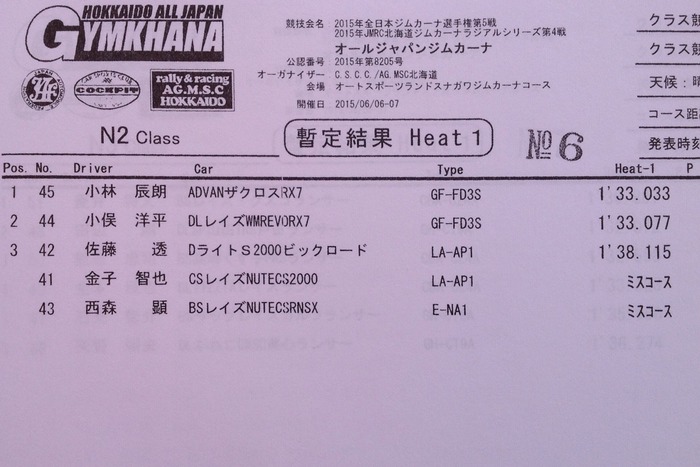 HOKKAIDO ALL JAPAN
GYMKHANA
COCKPIT
rally & racing
AG.M.S.C
HOKKAIDO
競技会名 : 2015年全日本ジムカーナ選手権第5戦
2015年JMRC北海道ジムカーナラジアルシリーズ第4戦
オールジャパンジムカーナ
公認番号 : 2015年第8205号
オーガナイザー : C.S.C.C./AG.MSC北海道
会場 : オートスポーツランドスナガワジムカーナコース
開催日 : 2015/06/06-07
クラス
クラス
天候 : 晴
コース距
発表時刻
N2 Class
暫定結果 Heat 1
No 6
Pos. No. Driver Car Type Heat-1 P
1 45 小林 辰朗 ADVANザクロスRX7 GF-FD3S 1'33.033
2 44 小俣 洋平 DLレイズWMREVORX7 GF-FD3S 1'33.077
3 42 佐藤 透 DライトS2000ビックロード LA-AP1 1'38.115
41 金子 智也 CSレイズNUTECS2000 LA-AP1 ミスコース
43 西森 顕 BSレイズNUTECSRNSX E-NA1 ミスコース